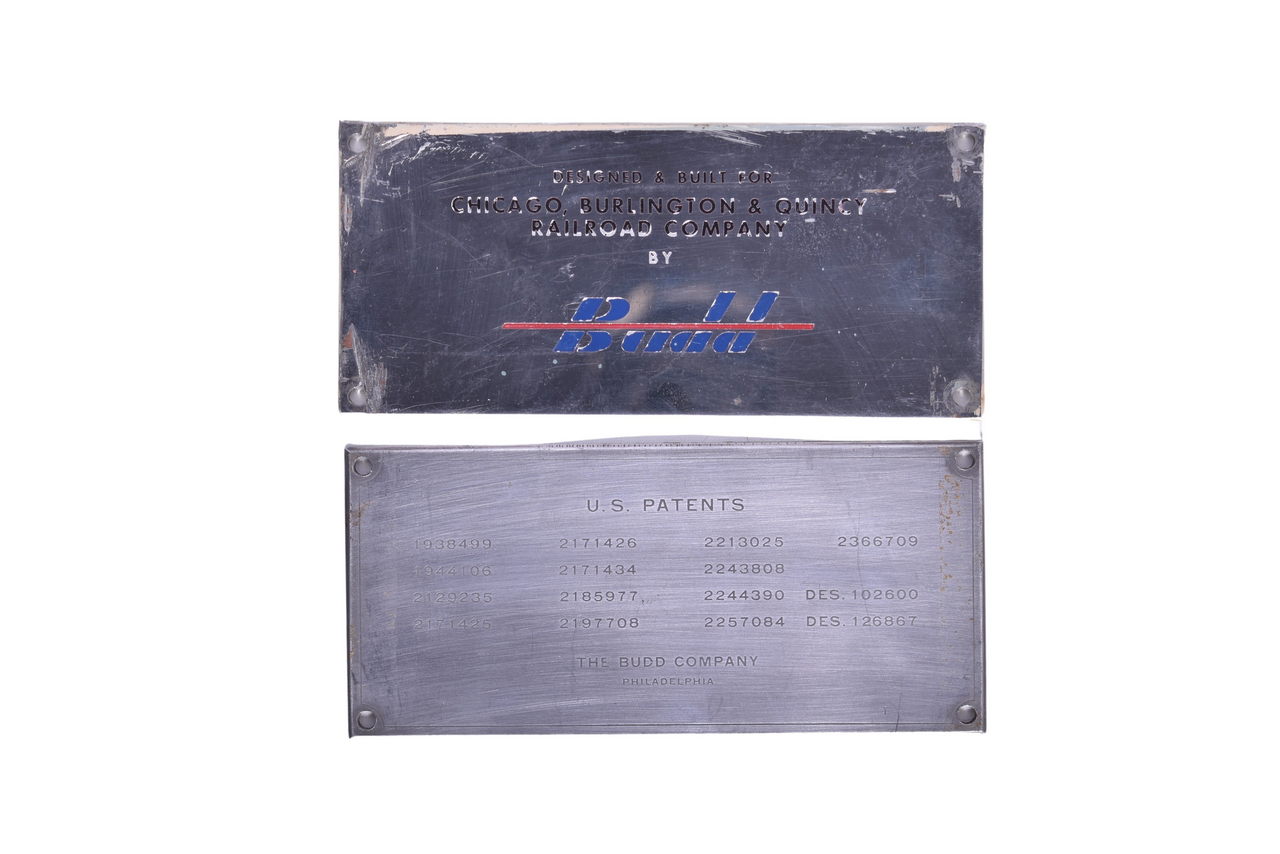 DESIGNED & BUILT FOR
CHICAGO, BURLINGTON & QUINCY
RAILROAD COMPANY
BY
Budd
U.S. PATENTS
1938499 2171426 2213025 2366709
1944106 2171434 2243808
2129235 2185977 2244390 DES. 102600
2171425 2197708 2257084 DES. 126867
THE BUDD COMPANY
PHILADELPHIA